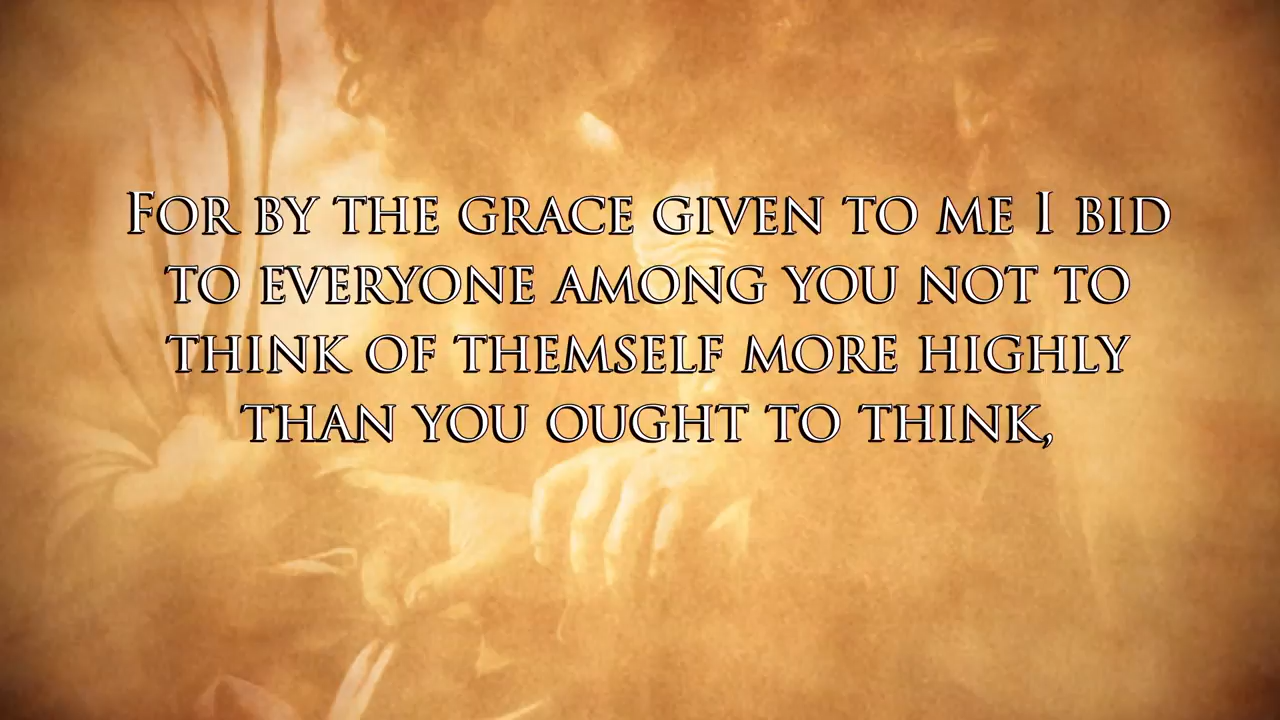 For by the grace given to me I bid
to everyone among you not to
think of themself more highly
than you ought to think,